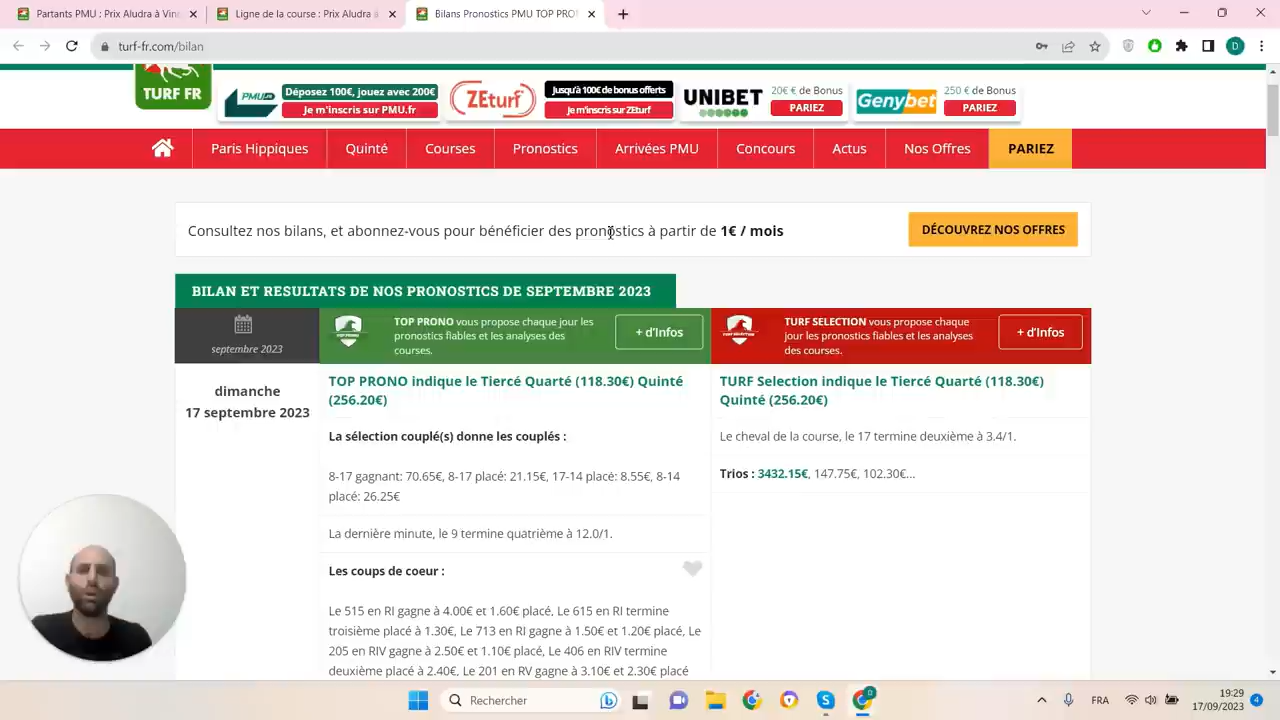 Partants PMU : Prix Aludra à Vin
Ligne de la course : Prix Aludra à
Bilans Pronostics PMU TOP PRO
turf-fr.com/bilan
D
TURF FR
PMU.fr
Déposez 100€, jouez avec 200€
Je m'inscris sur PMU.fr
ZEturf
Jusqu'à 100€ de bonus offerts
Je m'inscris sur ZEturf
UNIBET
20€ € de Bonus
PARIEZ
Genybet
250 € de Bonus
PARIEZ
Paris Hippiques
Quinté
Courses
Pronostics
Arrivées PMU
Concours
Actus
Nos Offres
PARIEZ
Consultez nos bilans, et abonnez-vous pour bénéficier des pronostics à partir de 1€ / mois
DÉCOUVREZ NOS OFFRES
BILAN ET RESULTATS DE NOS PRONOSTICS DE SEPTEMBRE 2023
septembre 2023
TOP PRONO
TOP PRONO vous propose chaque jour les
pronostics fiables et les analyses des
courses.
+ d'Infos
TURF SELECTION
TURF SELECTION vous propose chaque
jour les pronostics fiables et les analyses
des courses.
+ d'Infos
dimanche
17 septembre 2023
TOP PRONO indique le Tiercé Quarté (118.30€) Quinté
(256.20€)
La sélection couplé(s) donne les couplés :
8-17 gagnant: 70.65€, 8-17 placé: 21.15€, 17-14 placé: 8.55€, 8-14
placé: 26.25€
La dernière minute, le 9 termine quatrième à 12.0/1.
Les coups de coeur :
Le 515 en RI gagne à 4.00€ et 1.60€ placé, Le 615 en RI termine
troisième placé à 1.30€, Le 713 en RI gagne à 1.50€ et 1.20€ placé, Le
205 en RIV gagne à 2.50€ et 1.10€ placé, Le 406 en RIV termine
deuxième placé à 2.40€, Le 201 en RV gagne à 3.10€ et 2.30€ placé
TURF Selection indique le Tiercé Quarté (118.30€)
Quinté (256.20€)
Le cheval de la course, le 17 termine deuxième à 3.4/1.
Trios : 3432.15€, 147.75€, 102.30€...
Rechercher
FRA
19:29
17/09/2023
4